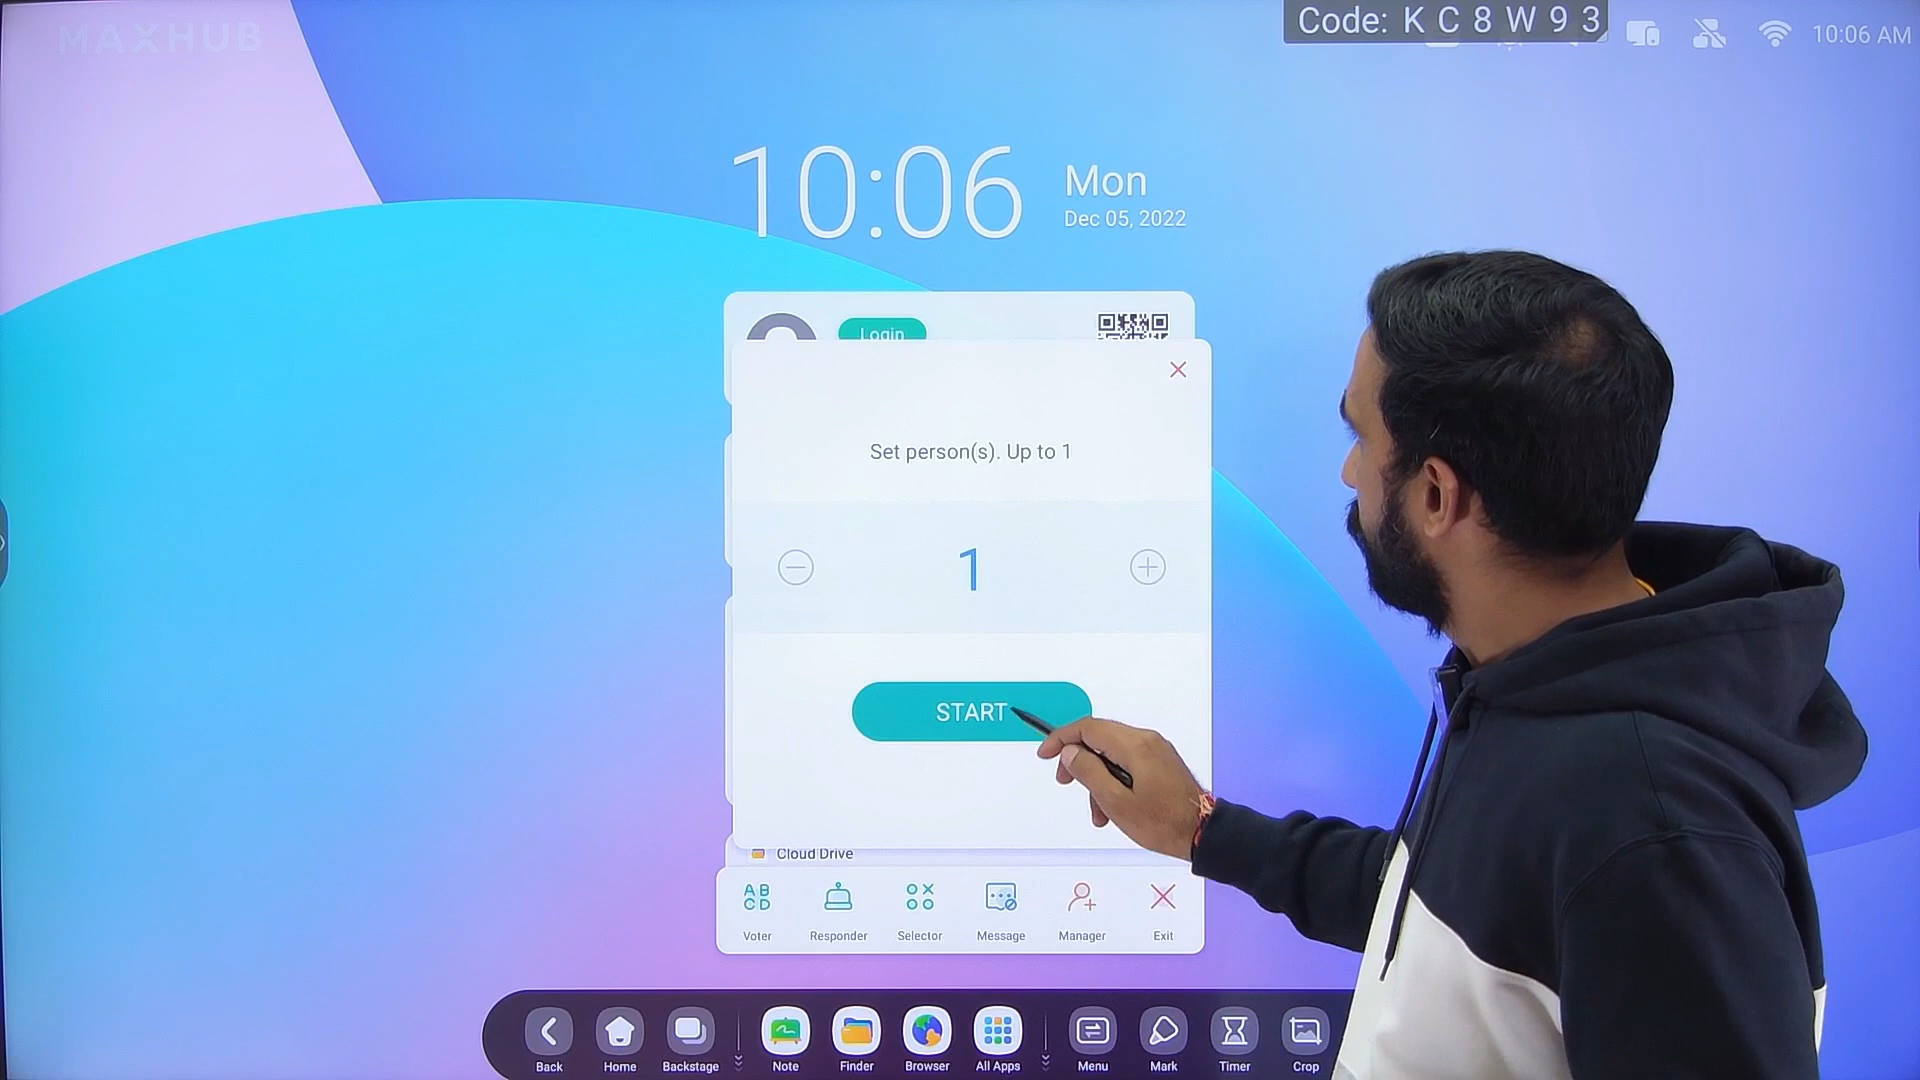 MAXHUB
Code: K C 8 W 9 3
10:06 AM
10:06
Mon
Dec 05, 2022
Login
Set person(s). Up to 1
1
START
Cloud Drive
A B
C D
Voter
Responder
Selector
Message
Manager
Exit
Back
Home
Backstage
Note
Finder
Browser
All Apps
Menu
Mark
Timer
Crop